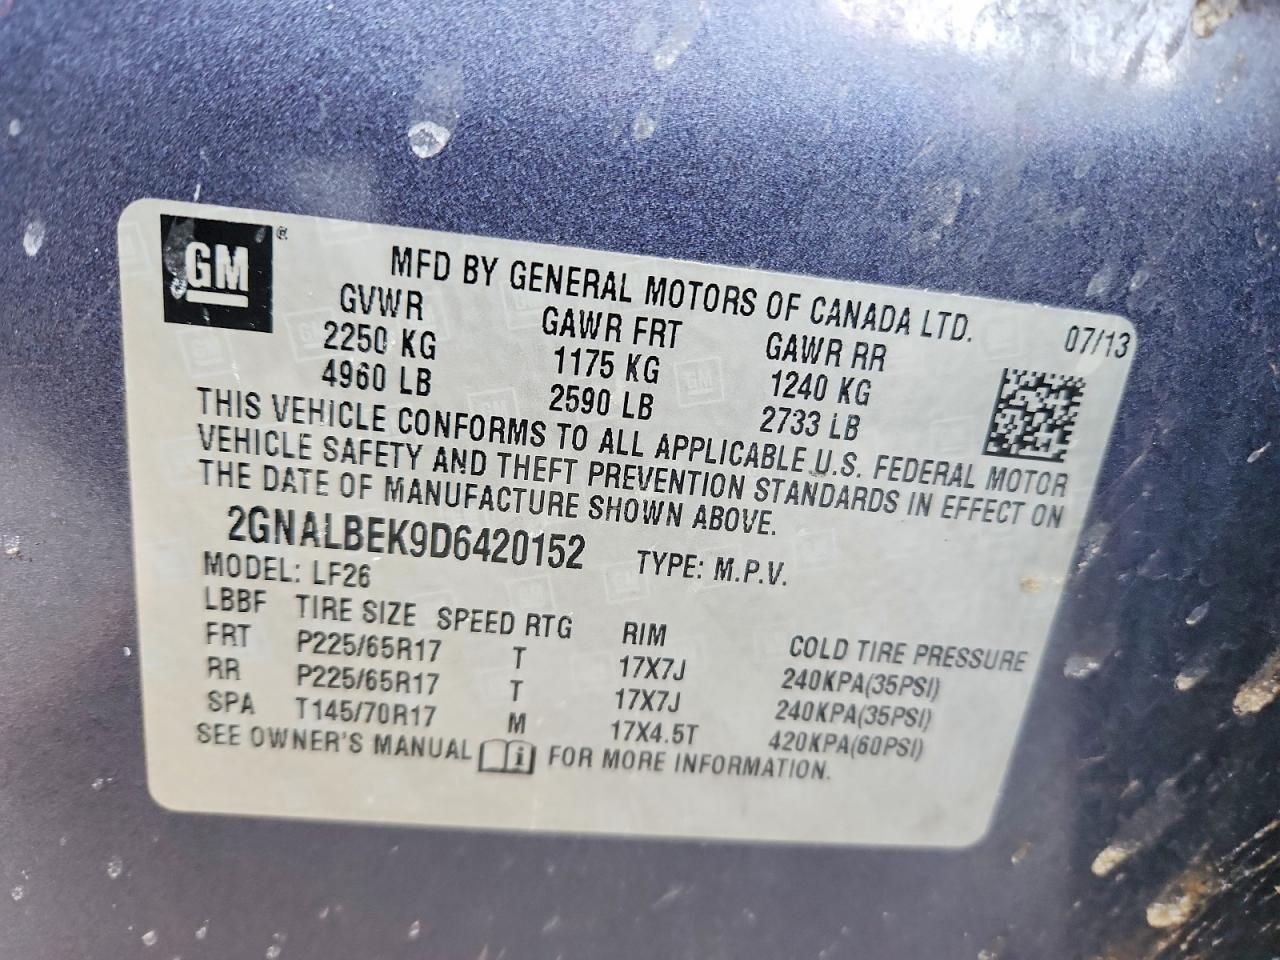 GM ®
MFD BY GENERAL MOTORS OF CANADA LTD. 07/13
GVWR GAWR FRT GAWR RR
2250 KG 1175 KG 1240 KG
4960 LB 2590 LB 2733 LB
THIS VEHICLE CONFORMS TO ALL APPLICABLE U.S. FEDERAL MOTOR
VEHICLE SAFETY AND THEFT PREVENTION STANDARDS IN EFFECT ON
THE DATE OF MANUFACTURE SHOWN ABOVE.
2GNALBEK9D6420152 TYPE: M.P.V.
MODEL: LF26
LBBF TIRE SIZE SPEED RTG RIM COLD TIRE PRESSURE
FRT P225/65R17 T 17X7J 240KPA(35PSI)
RR P225/65R17 T 17X7J 240KPA(35PSI)
SPA T145/70R17 M 17X4.5T 420KPA(60PSI)
SEE OWNER'S MANUAL i FOR MORE INFORMATION.